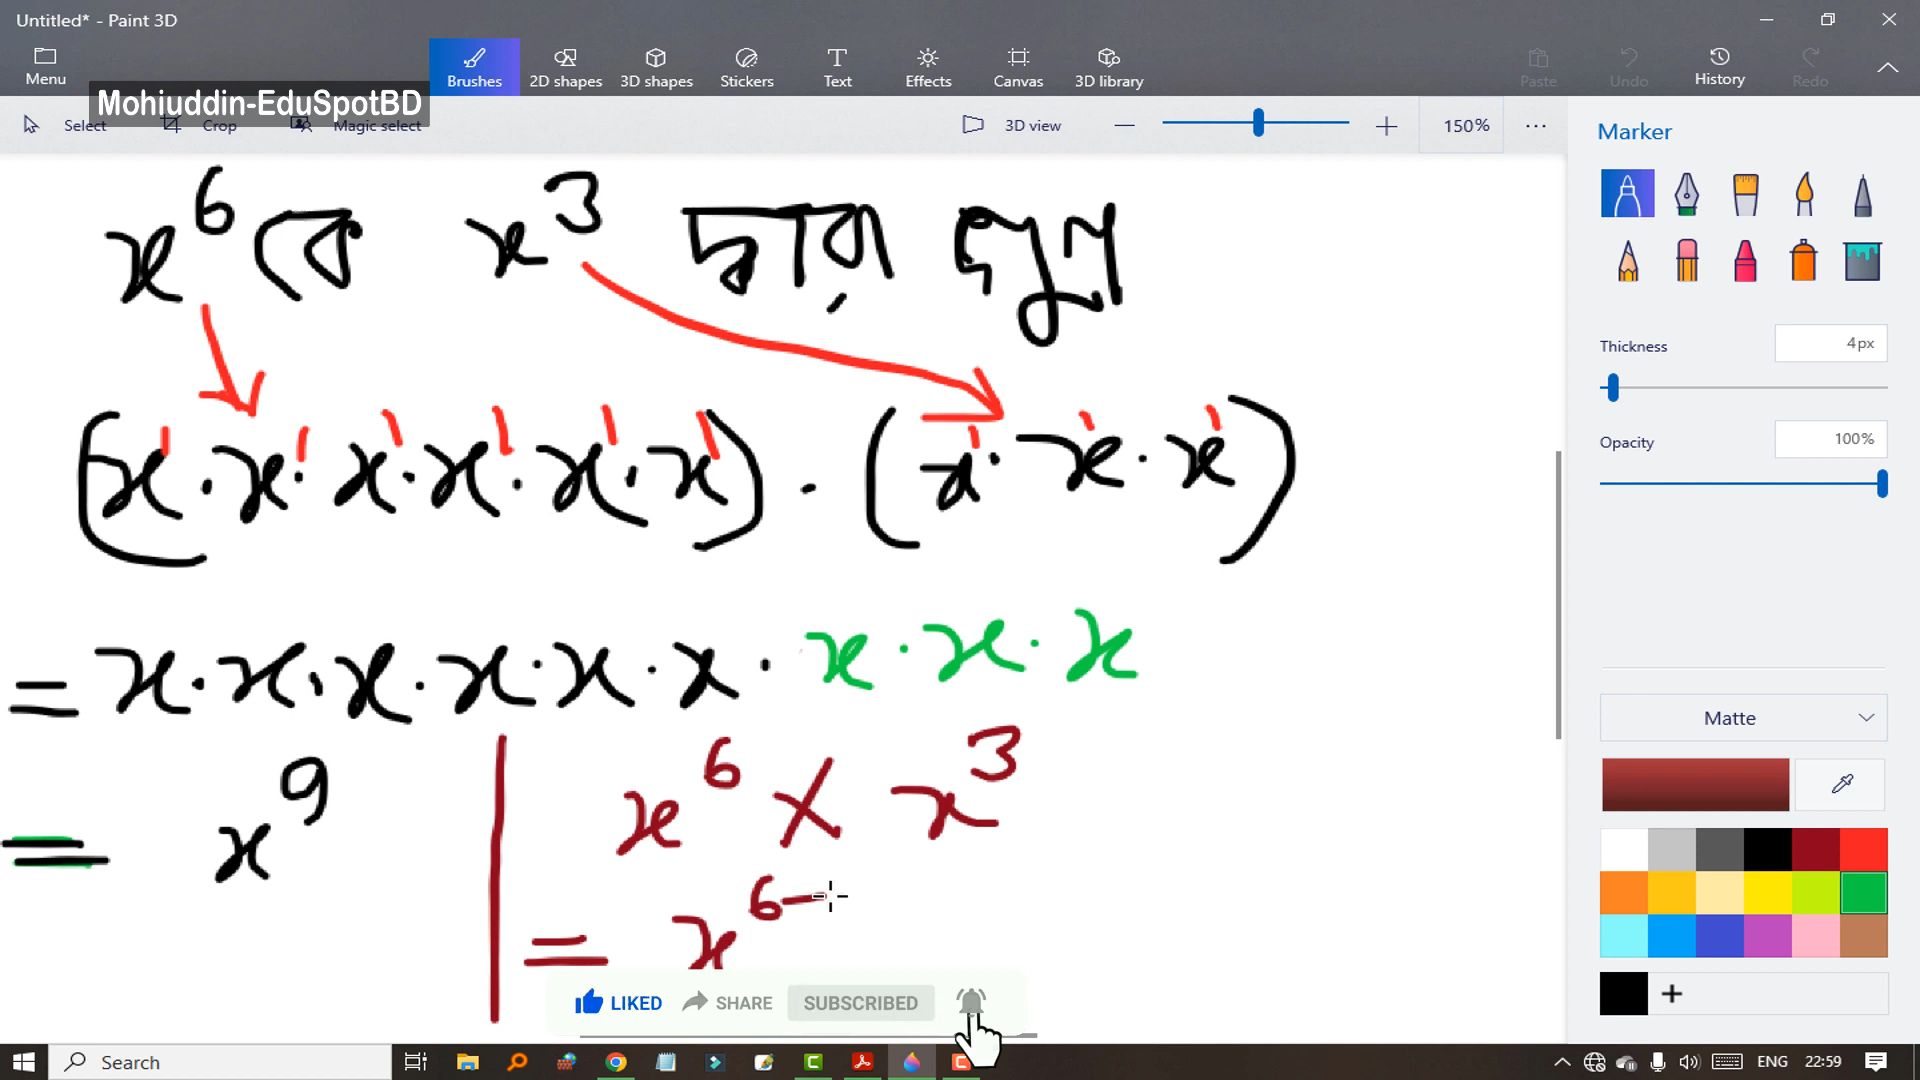 Untitled* - Paint 3D
Menu
Brushes
2D shapes
3D shapes
Stickers
Text
Effects
Canvas
3D library
Paste
Undo
History
Redo
Mohiuddin-EduSpotBD
Select
Crop
Magic select
3D view
150%
Marker
Thickness
4px
Opacity
100%
Matte
x⁶ কে x³ দ্বারা গুণ
(x·x·x·x·x·x)·(x·x·x)
= x·x·x·x·x·x·x·x·x
= x⁹
x⁶ × x³
= x⁶⁻
LIKED
SHARE
SUBSCRIBED
Search
ENG
22:59